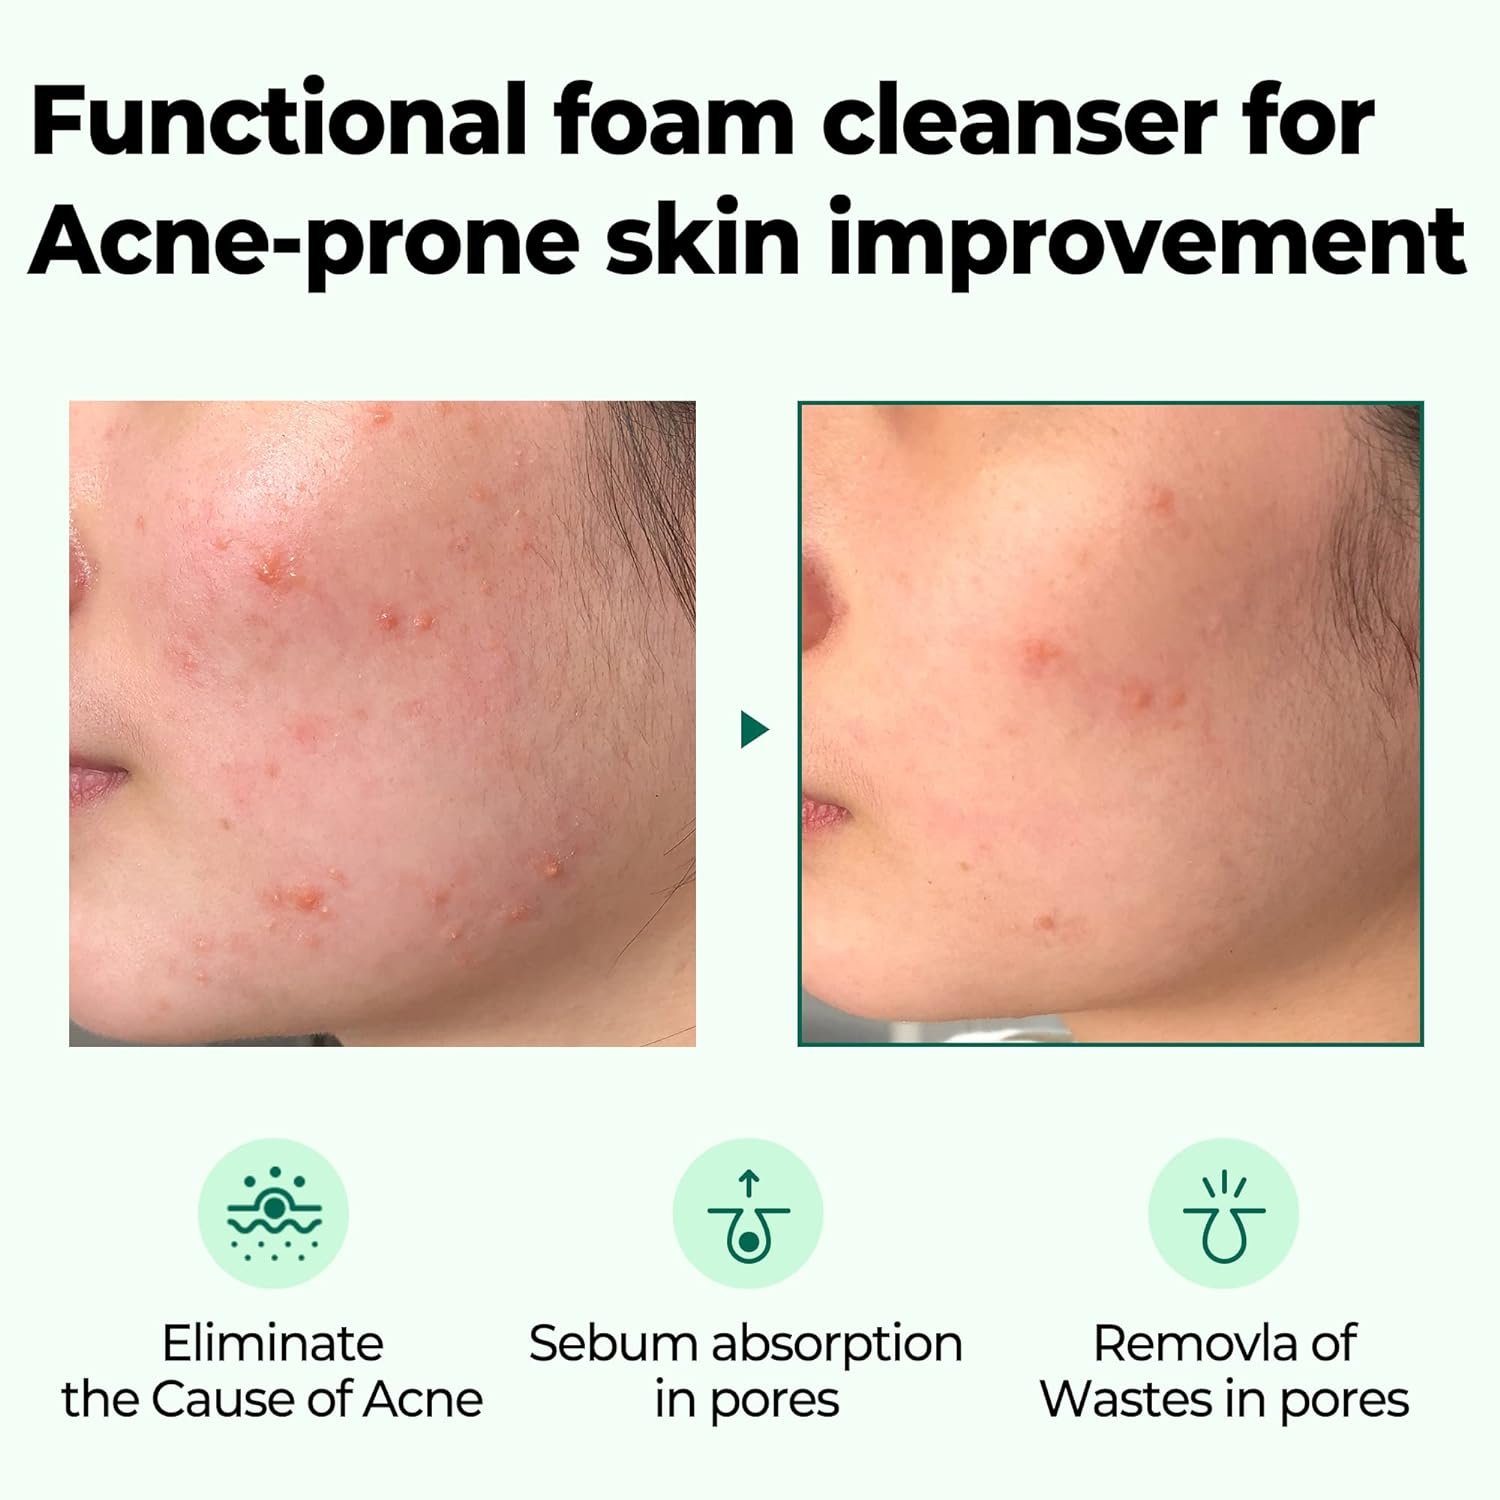 Functional foam cleanser for
Acne-prone skin improvement
Eliminate
the Cause of Acne
Sebum absorption
in pores
Removla of
Wastes in pores